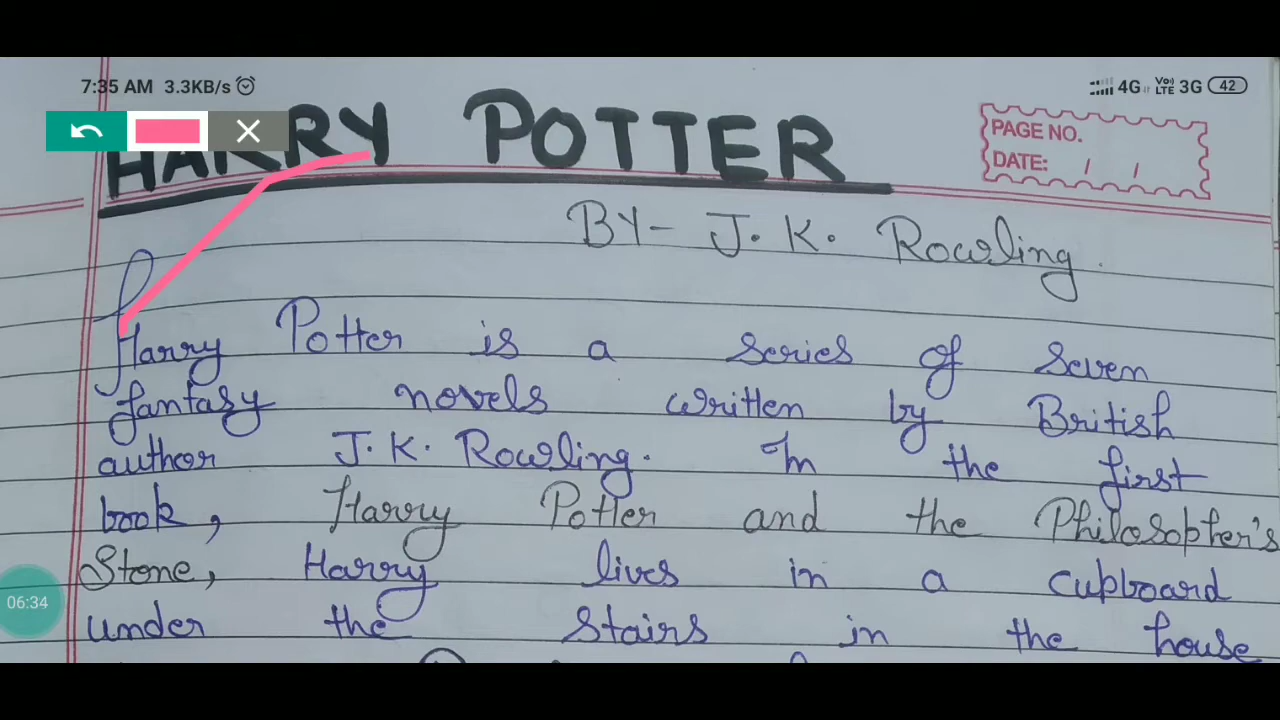 7:35 AM 3.3KB/s 4G VoLTE 3G 42
HARRY POTTER
PAGE NO.
DATE: / /
BY- J. K. Rowling.
Harry Potter is a series of seven
fantasy novels written by British
author J.K. Rowling. In the first
book, Harry Potter and the Philosopher's
Stone, Harry lives in a cupboard
under the stairs in the house
06:34